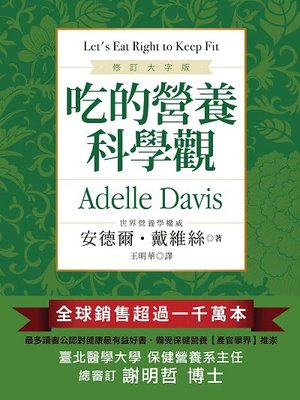 Let's Eat Right to Keep Fit
修訂大字版
吃的營養
科學觀
Adelle Davis
世界營養學權威
安德爾·戴維絲 著
王明華 譯
全球銷售超過一千萬本
最多讀者公認對健康最有益好書·備受保健營養【產官學界】推崇
臺北醫學大學 保健營養系主任
總審訂 謝明哲 博士